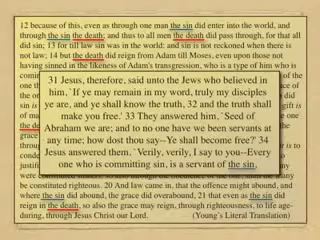 12 because of this, even as through one man the sin did enter into the world, and
through the sin the death; and thus to all men the death did pass through, for that all
did sin; 13 for till law sin was in the world: and sin is not reckoned when there is
not law; 14 but the death did reign from Adam till Moses, even upon those not
having sinned in the likeness of Adam's transgression, who is a type of him who is
31 Jesus, therefore, said unto the Jews who believed in
him, `If ye may remain in my word, truly my disciples
ye are, and ye shall know the truth, 32 and the truth shall
make you free.' 33 They answered him, `Seed of
Abraham we are; and to no one have we been servants at
any time; how dost thou say--Ye shall become free?' 34
Jesus answered them, `Verily, verily, I say to you--Every
one who is committing sin, is a servant of the sin,
be constituted righteous. 20 And law came in, that the offence might abound, and
where the sin did abound, the grace did overabound, 21 that even as the sin did
reign in the death, so also the grace may reign, through righteousness, to life age-
during, through Jesus Christ our Lord. (Young's Literal Translation)